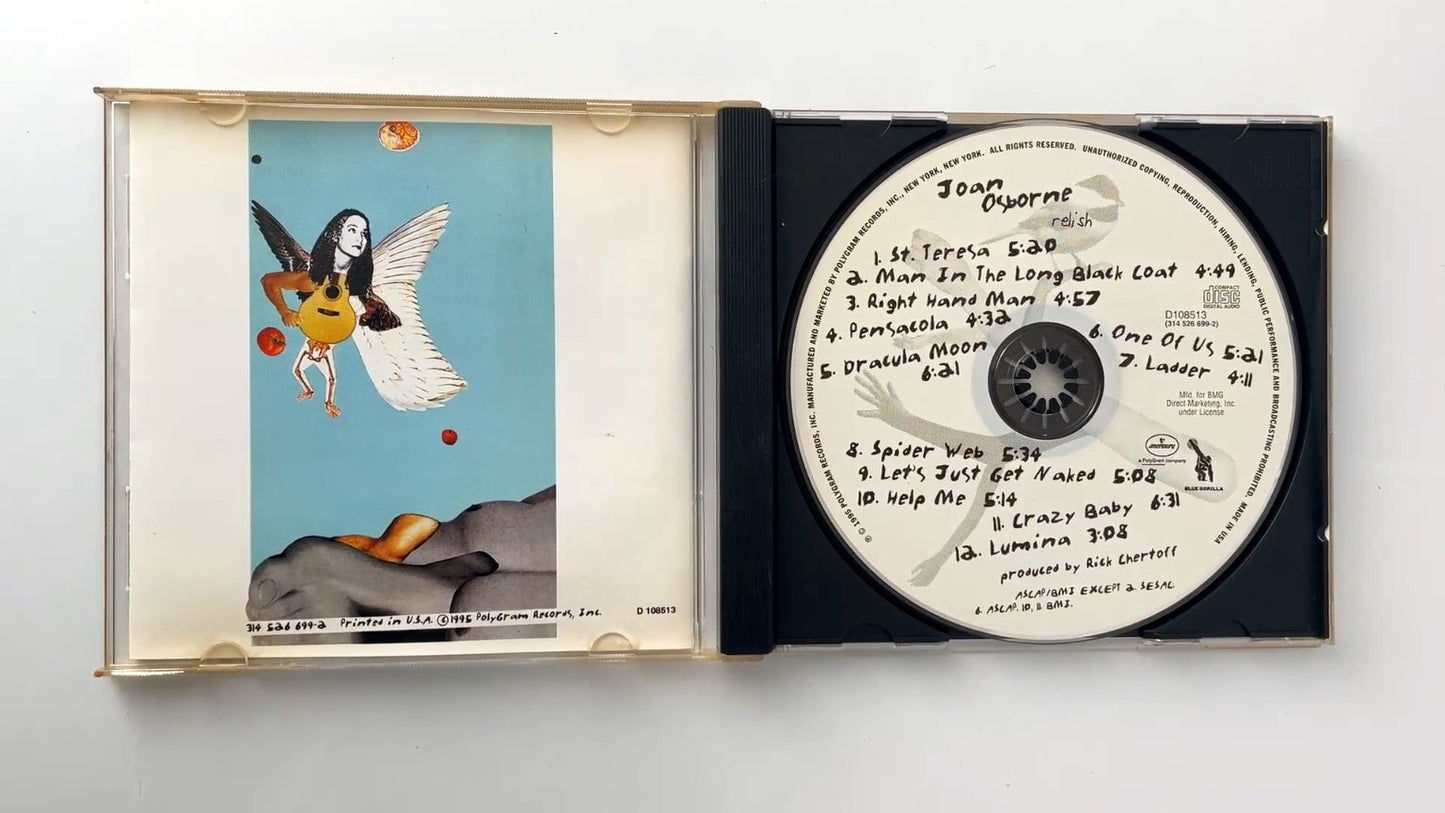 314 526 699-2 Printed in U.S.A. ©1995 PolyGram Records, Inc.
D 108513
℗ © 1995 POLYGRAM RECORDS, INC. MANUFACTURED AND MARKETED BY POLYGRAM RECORDS, INC., NEW YORK, NEW YORK. ALL RIGHTS RESERVED. UNAUTHORIZED COPYING, REPRODUCTION, HIRING, LENDING, PUBLIC PERFORMANCE AND BROADCASTING PROHIBITED. MADE IN USA
Joan
Osborne
relish
1. St. Teresa 5:20
2. Man In The Long Black Coat 4:49
3. Right Hand Man 4:57
4. Pensacola 4:32
5. Dracula Moon
6:21
COMPACT
disc
DIGITAL AUDIO
D108513
(314 526 699-2)
6. One Of Us 5:21
7. Ladder 4:11
Mfd. for BMG
Direct Marketing, Inc.
under License
8. Spider Web 5:34
9. Let's Just Get Naked 5:08
10. Help Me 5:14
11. Crazy Baby 6:31
12. Lumina 3:08
mercury
a PolyGram company
BLUE GORILLA
produced by Rick Chertoff
ASCAP/BMI EXCEPT 2. SESAC.
6. ASCAP. 10, 11. BMI.